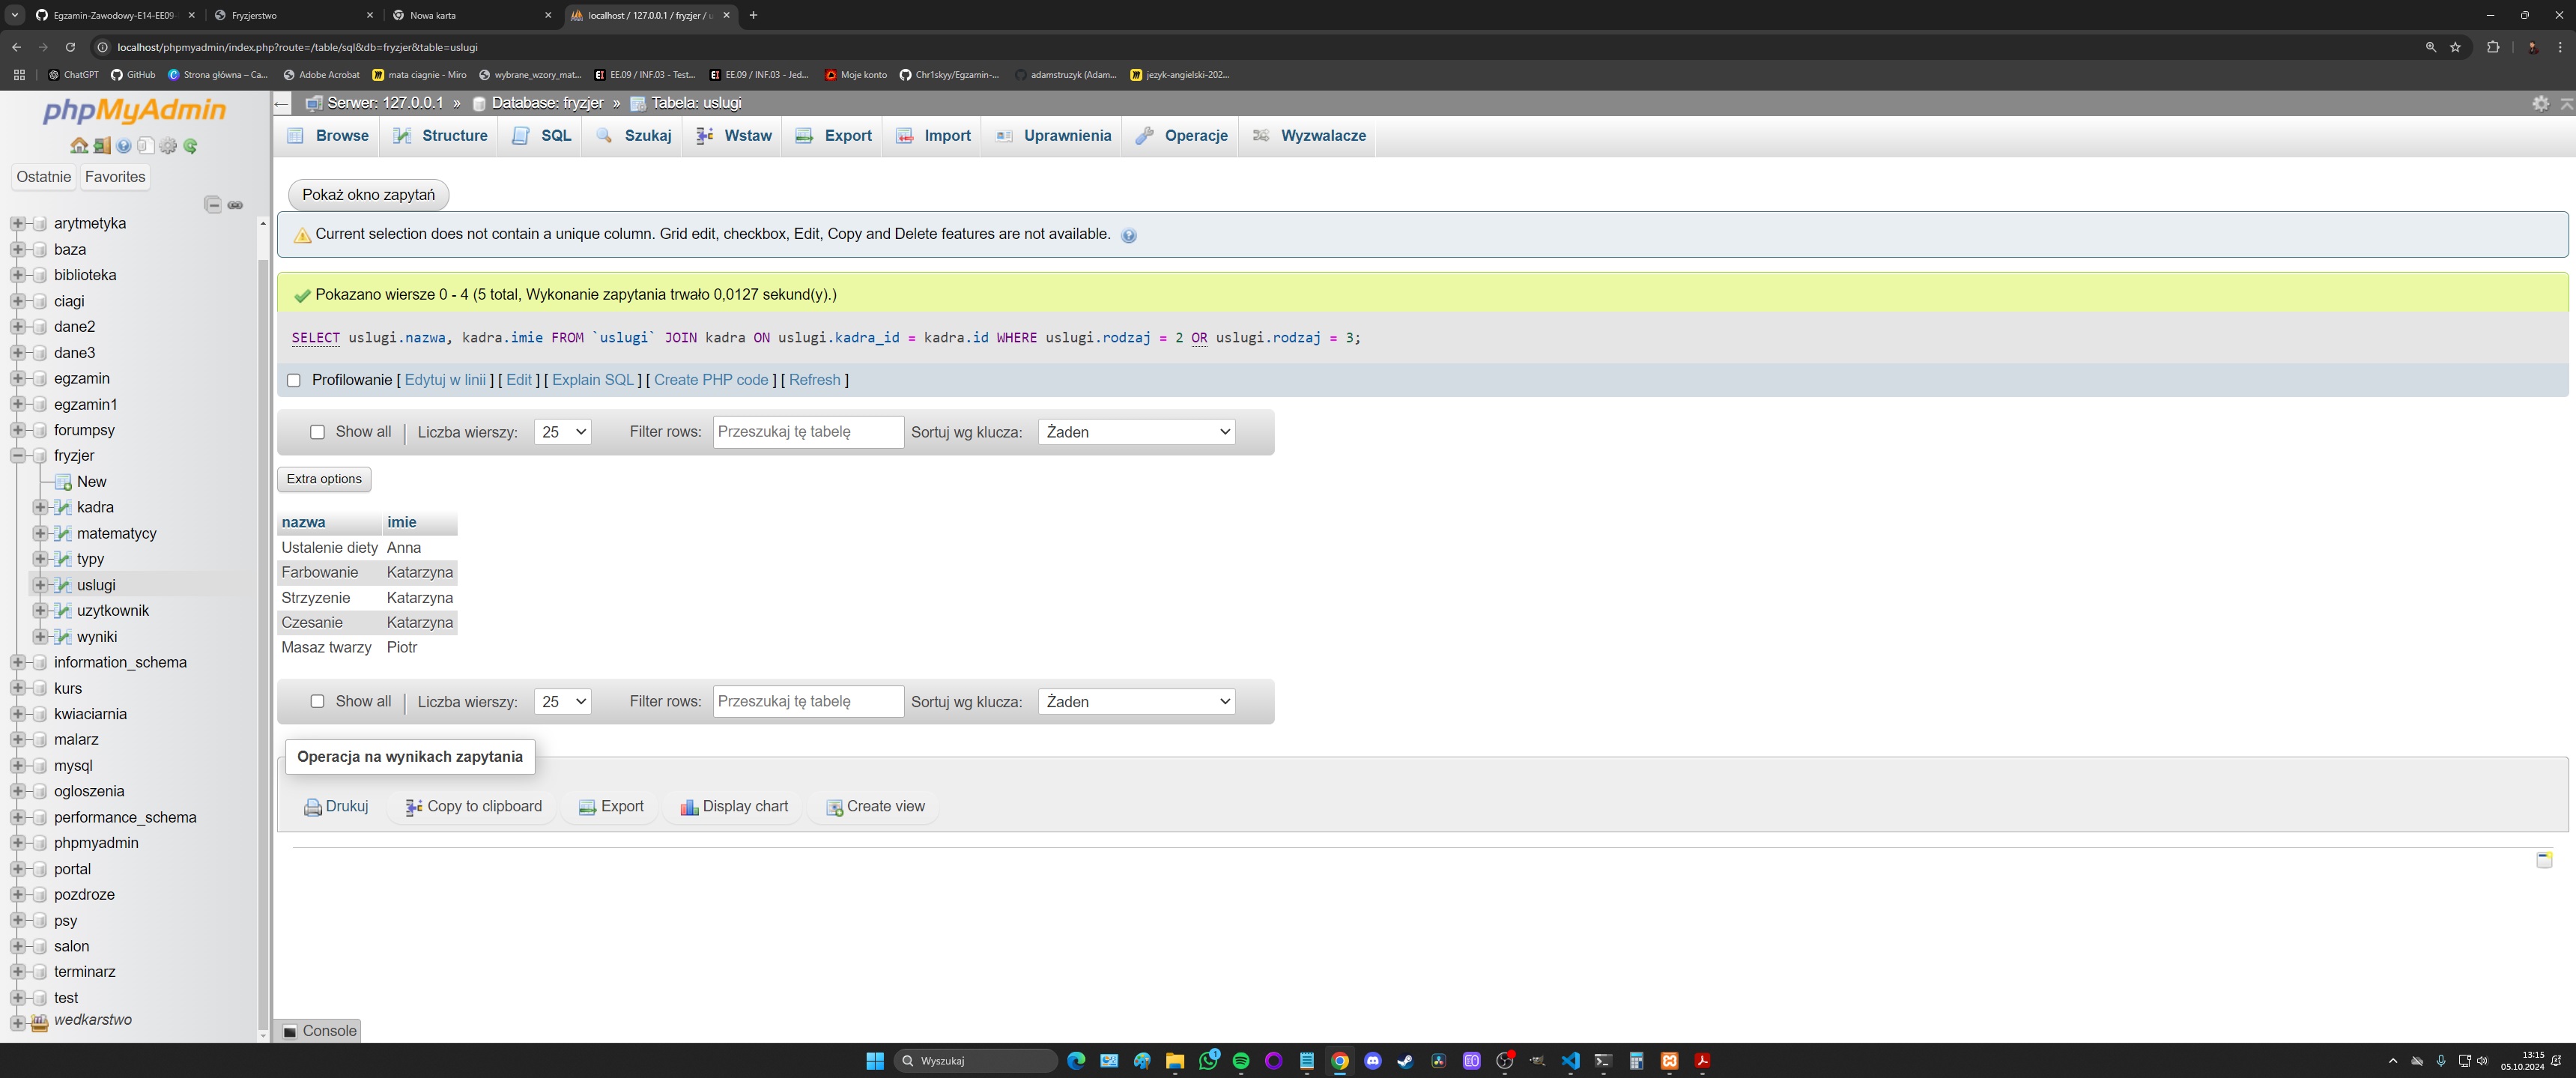 Egzamin-Zawodowy-E14-EE09-
Fryzjerstwo
Nowa karta
localhost / 127.0.0.1 / fryzjer / u
localhost/phpmyadmin/index.php?route=/table/sql&db=fryzjer&table=uslugi
ChatGPT
GitHub
Strona główna – Ca...
Adobe Acrobat
mata ciagnie - Miro
wybrane_wzory_mat...
EE.09 / INF.03 - Test...
EE.09 / INF.03 - Jed...
Moje konto
Chr1skyy/Egzamin-...
adamstruzyk (Adam...
jezyk-angielski-202...
phpMyAdmin
Ostatnie Favorites
arytmetyka
baza
biblioteka
ciagi
dane2
dane3
egzamin
egzamin1
forumpsy
fryzjer
New
kadra
matematycy
typy
uslugi
uzytkownik
wyniki
information_schema
kurs
kwiaciarnia
malarz
mysql
ogloszenia
performance_schema
phpmyadmin
portal
pozdroze
psy
salon
terminarz
test
wedkarstwo
Serwer: 127.0.0.1 » Database: fryzjer » Tabela: uslugi
Browse Structure SQL Szukaj Wstaw Export Import Uprawnienia Operacje Wyzwalacze
Pokaż okno zapytań
Current selection does not contain a unique column. Grid edit, checkbox, Edit, Copy and Delete features are not available.
Pokazano wiersze 0 - 4 (5 total, Wykonanie zapytania trwało 0,0127 sekund(y).)
SELECT uslugi.nazwa, kadra.imie FROM `uslugi` JOIN kadra ON uslugi.kadra_id = kadra.id WHERE uslugi.rodzaj = 2 OR uslugi.rodzaj = 3;
Profilowanie [ Edytuj w linii ] [ Edit ] [ Explain SQL ] [ Create PHP code ] [ Refresh ]
Show all | Liczba wierszy: 25 Filter rows: Przeszukaj tę tabelę Sortuj wg klucza: Żaden
Extra options
nazwa imie
Ustalenie diety Anna
Farbowanie Katarzyna
Strzyzenie Katarzyna
Czesanie Katarzyna
Masaz twarzy Piotr
Show all | Liczba wierszy: 25 Filter rows: Przeszukaj tę tabelę Sortuj wg klucza: Żaden
Operacja na wynikach zapytania
Drukuj Copy to clipboard Export Display chart Create view
Console
Wyszukaj
1
13:15
05.10.2024